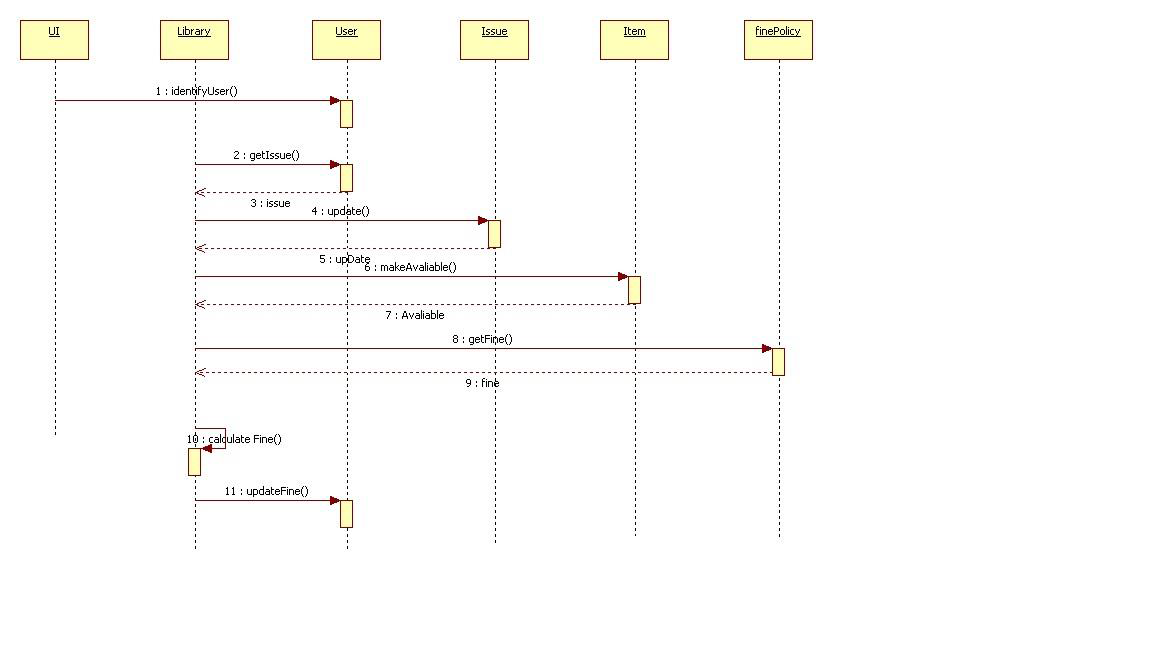 UI
Library
User
Issue
Item
finePolicy
1 : identifyUser()
2 : getIssue()
3 : issue
4 : update()
5 : upDate
6 : makeAvaliable()
7 : Avaliable
8 : getFine()
9 : fine
10 : calculate Fine()
11 : updateFine()